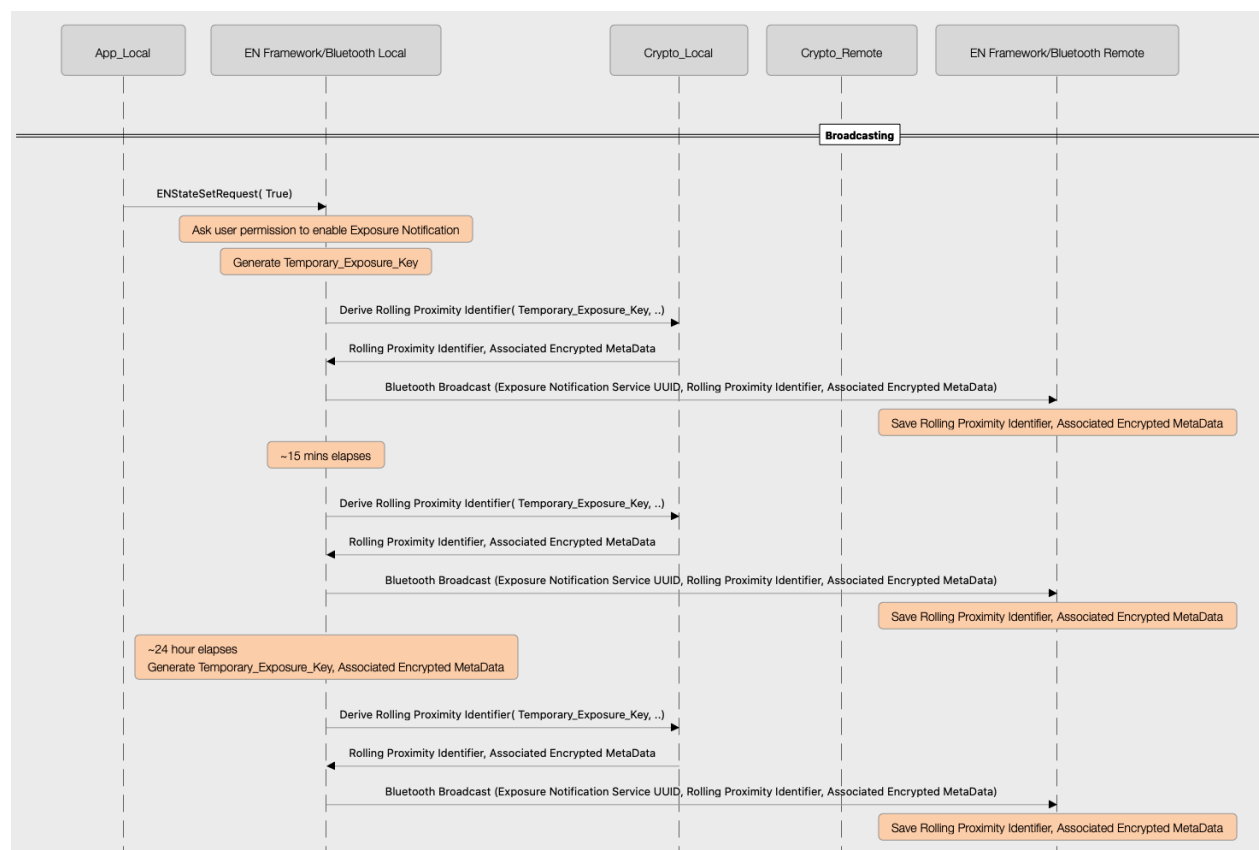 App_Local
EN Framework/Bluetooth Local
Crypto_Local
Crypto_Remote
EN Framework/Bluetooth Remote
Broadcasting
ENStateSetRequest( True)
Ask user permission to enable Exposure Notification
Generate Temporary_Exposure_Key
Derive Rolling Proximity Identifier( Temporary_Exposure_Key, ..)
Rolling Proximity Identifier, Associated Encrypted MetaData
Bluetooth Broadcast (Exposure Notification Service UUID, Rolling Proximity Identifier, Associated Encrypted MetaData)
Save Rolling Proximity Identifier, Associated Encrypted MetaData
~15 mins elapses
Derive Rolling Proximity Identifier( Temporary_Exposure_Key, ..)
Rolling Proximity Identifier, Associated Encrypted MetaData
Bluetooth Broadcast (Exposure Notification Service UUID, Rolling Proximity Identifier, Associated Encrypted MetaData)
Save Rolling Proximity Identifier, Associated Encrypted MetaData
~24 hour elapses
Generate Temporary_Exposure_Key, Associated Encrypted MetaData
Derive Rolling Proximity Identifier( Temporary_Exposure_Key, ..)
Rolling Proximity Identifier, Associated Encrypted MetaData
Bluetooth Broadcast (Exposure Notification Service UUID, Rolling Proximity Identifier, Associated Encrypted MetaData)
Save Rolling Proximity Identifier, Associated Encrypted MetaData